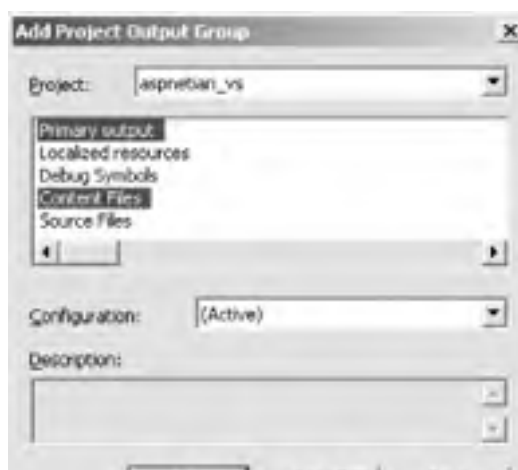 Add Project Output Group
Project: aspnetian_vs
Primary output
Localized resources
Debug Symbols
Content Files
Source Files
Configuration: (Active)
Description: